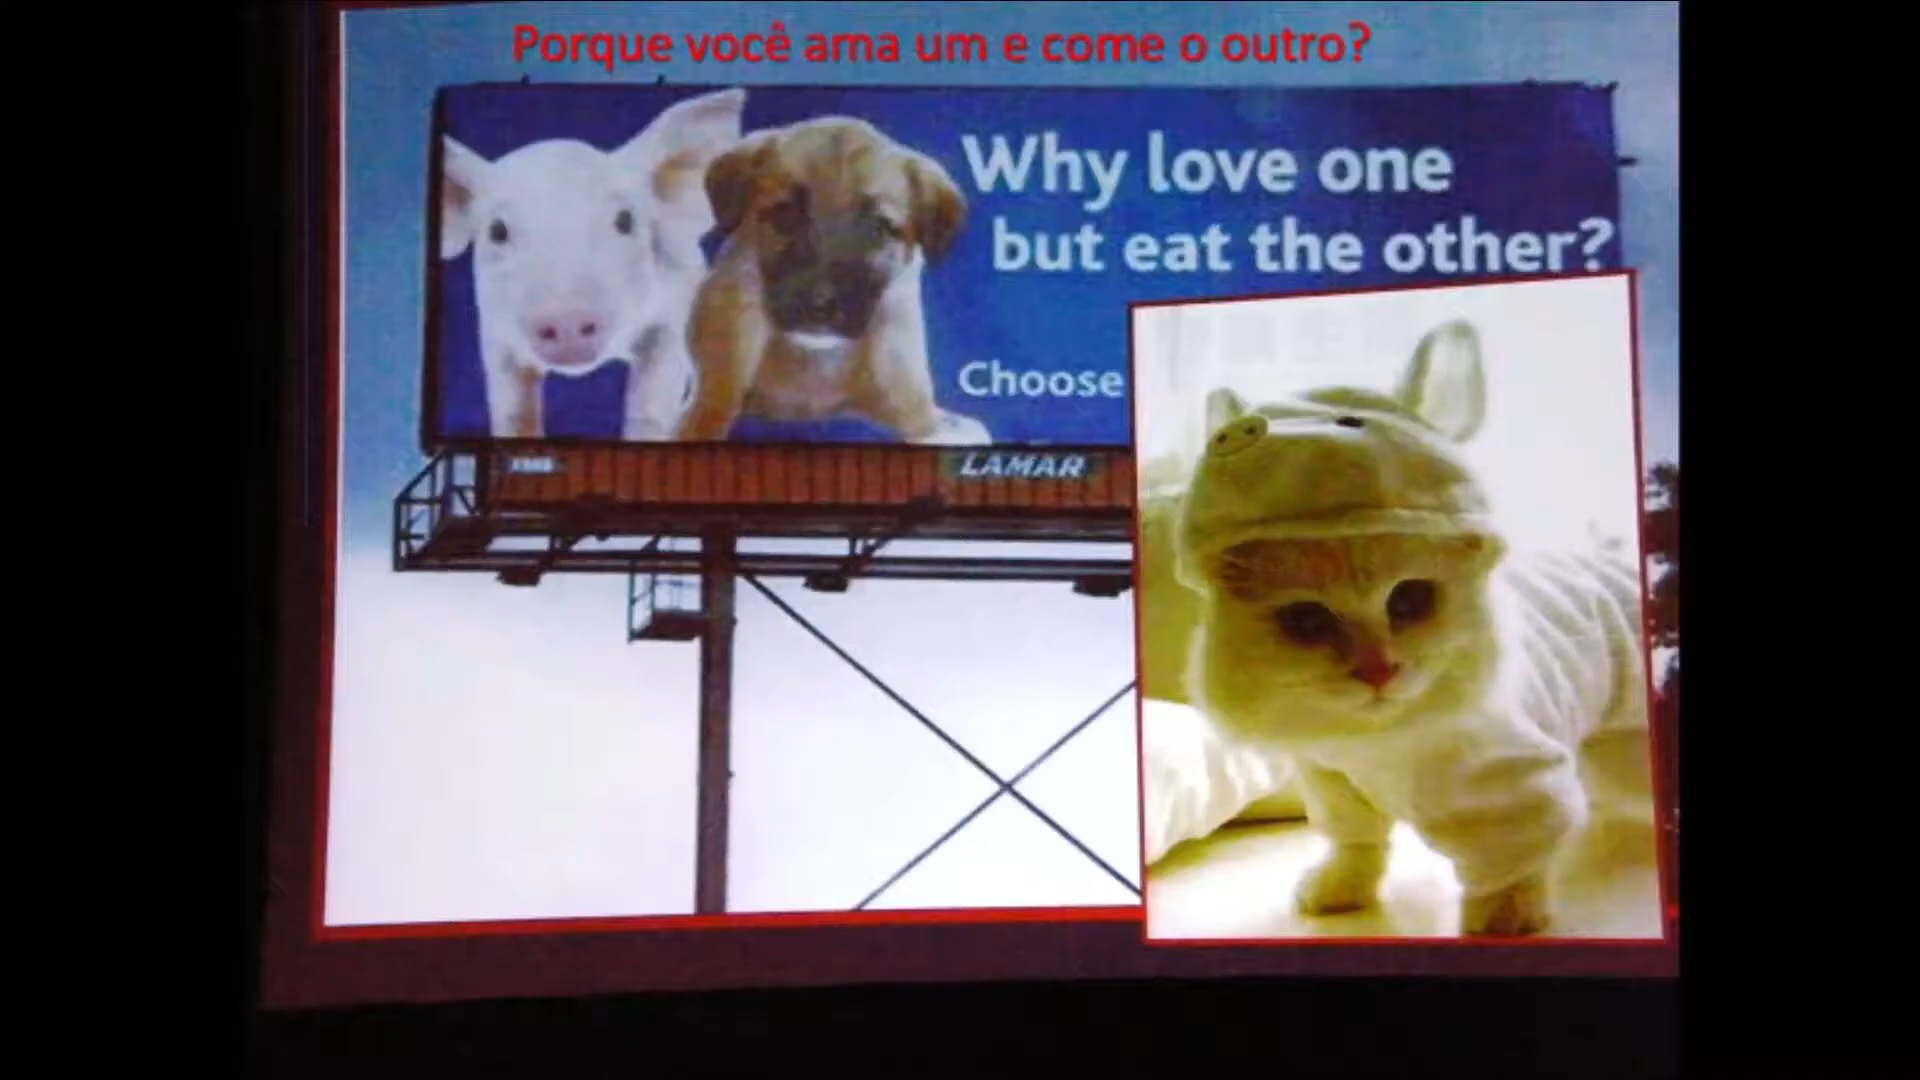 Porque você ama um e come o outro?
Why love one
but eat the other?
Choose
LAMAR